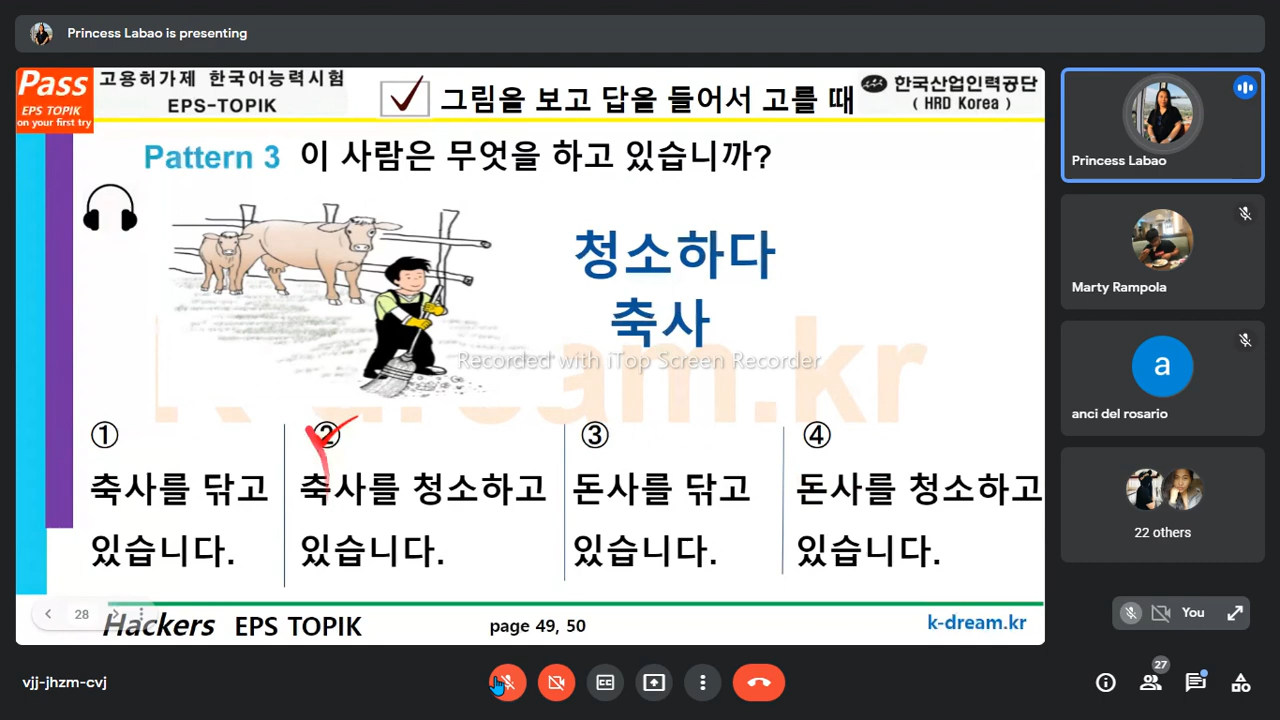 Princess Labao is presenting
Pass
EPS TOPIK
on your first try
고용허가제 한국어능력시험
EPS-TOPIK
그림을 보고 답을 들어서 고를 때
한국산업인력공단
( HRD Korea )
Pattern 3 이 사람은 무엇을 하고 있습니까?
청소하다
축사
Recorded with iTop Screen Recorder
K-dream.kr
①
축사를 닦고
있습니다.
②
축사를 청소하고
있습니다.
③
돈사를 닦고
있습니다.
④
돈사를 청소하고
있습니다.
28
Hackers EPS TOPIK
page 49, 50
k-dream.kr
Princess Labao
Marty Rampola
a
anci del rosario
22 others
You
vjj-jhzm-cvj
27